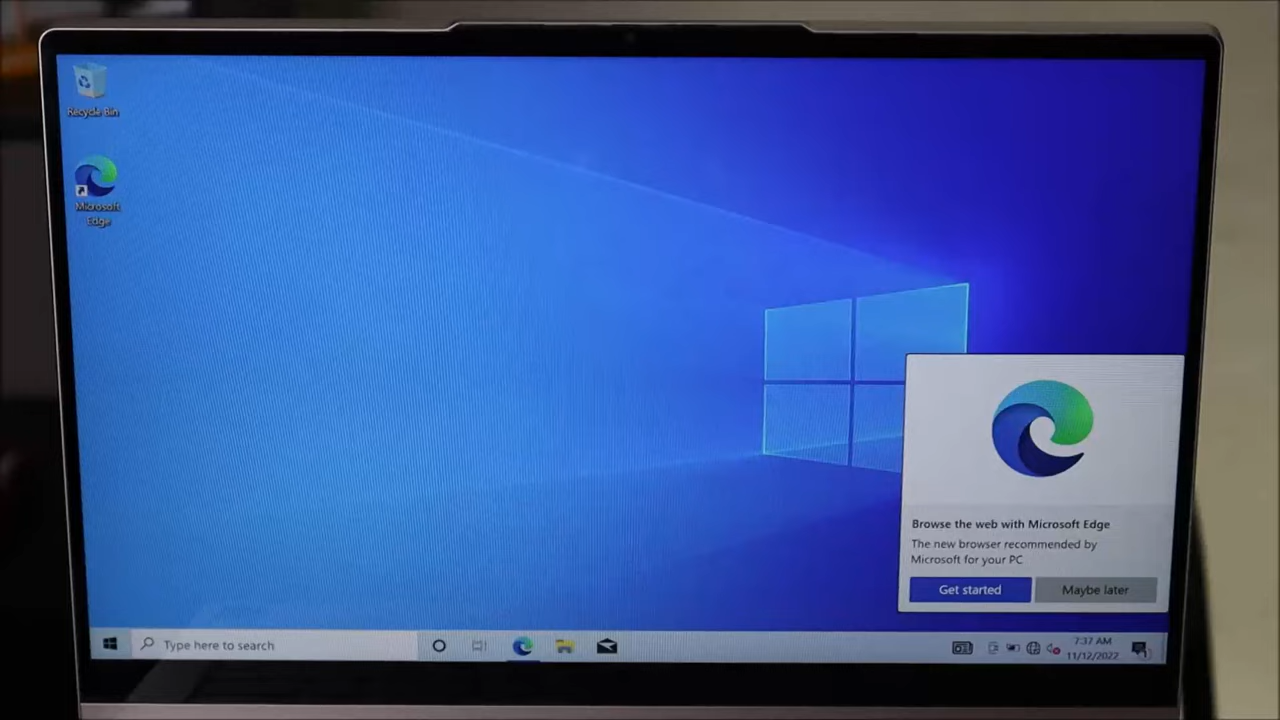 Recycle Bin
Microsoft
Edge
Browse the web with Microsoft Edge
The new browser recommended by
Microsoft for your PC
Get started
Maybe later
Type here to search
7:37 AM
11/12/2022